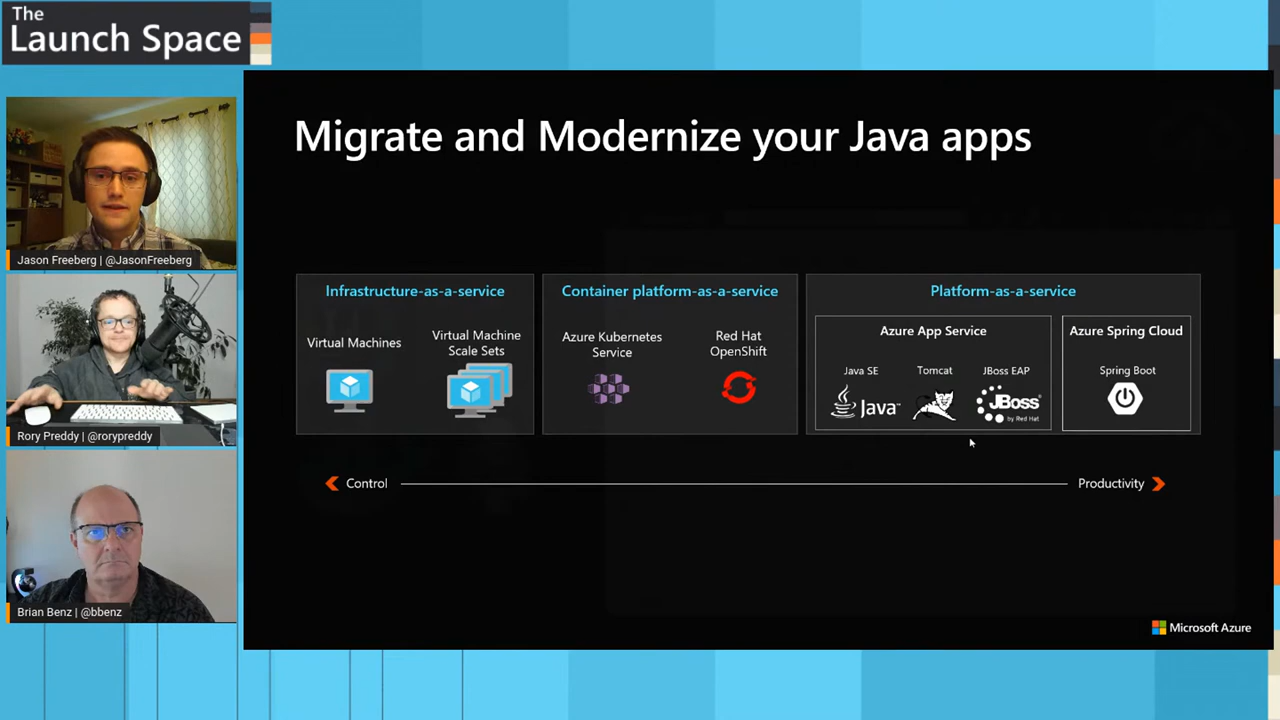 The
Launch Space
Migrate and Modernize your Java apps
Jason Freeberg | @JasonFreeberg
Rory Preddy | @rorypreddy
Brian Benz | @bbenz
Infrastructure-as-a-service
Virtual Machines
Virtual Machine
Scale Sets
Container platform-as-a-service
Azure Kubernetes
Service
Red Hat
OpenShift
Platform-as-a-service
Azure App Service
Java SE
Java
Tomcat
JBoss EAP
JBoss
by Red Hat
Azure Spring Cloud
Spring Boot
Control
Productivity
Microsoft Azure